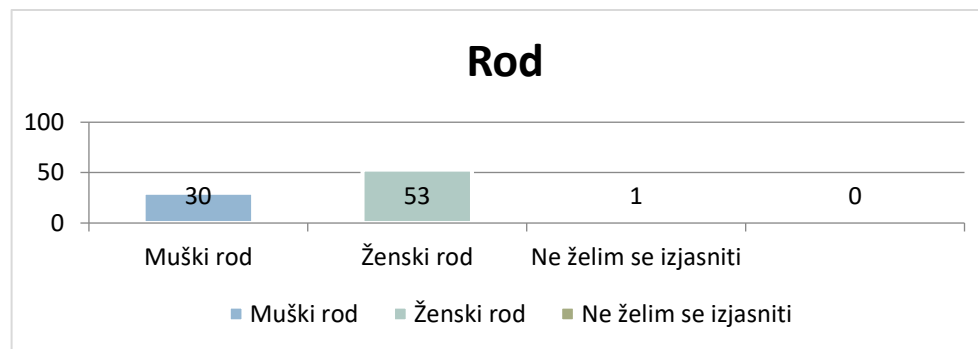 Rod
100
50
0
30
53
1
0
Muški rod
Ženski rod
Ne želim se izjasniti
Muški rod
Ženski rod
Ne želim se izjasniti